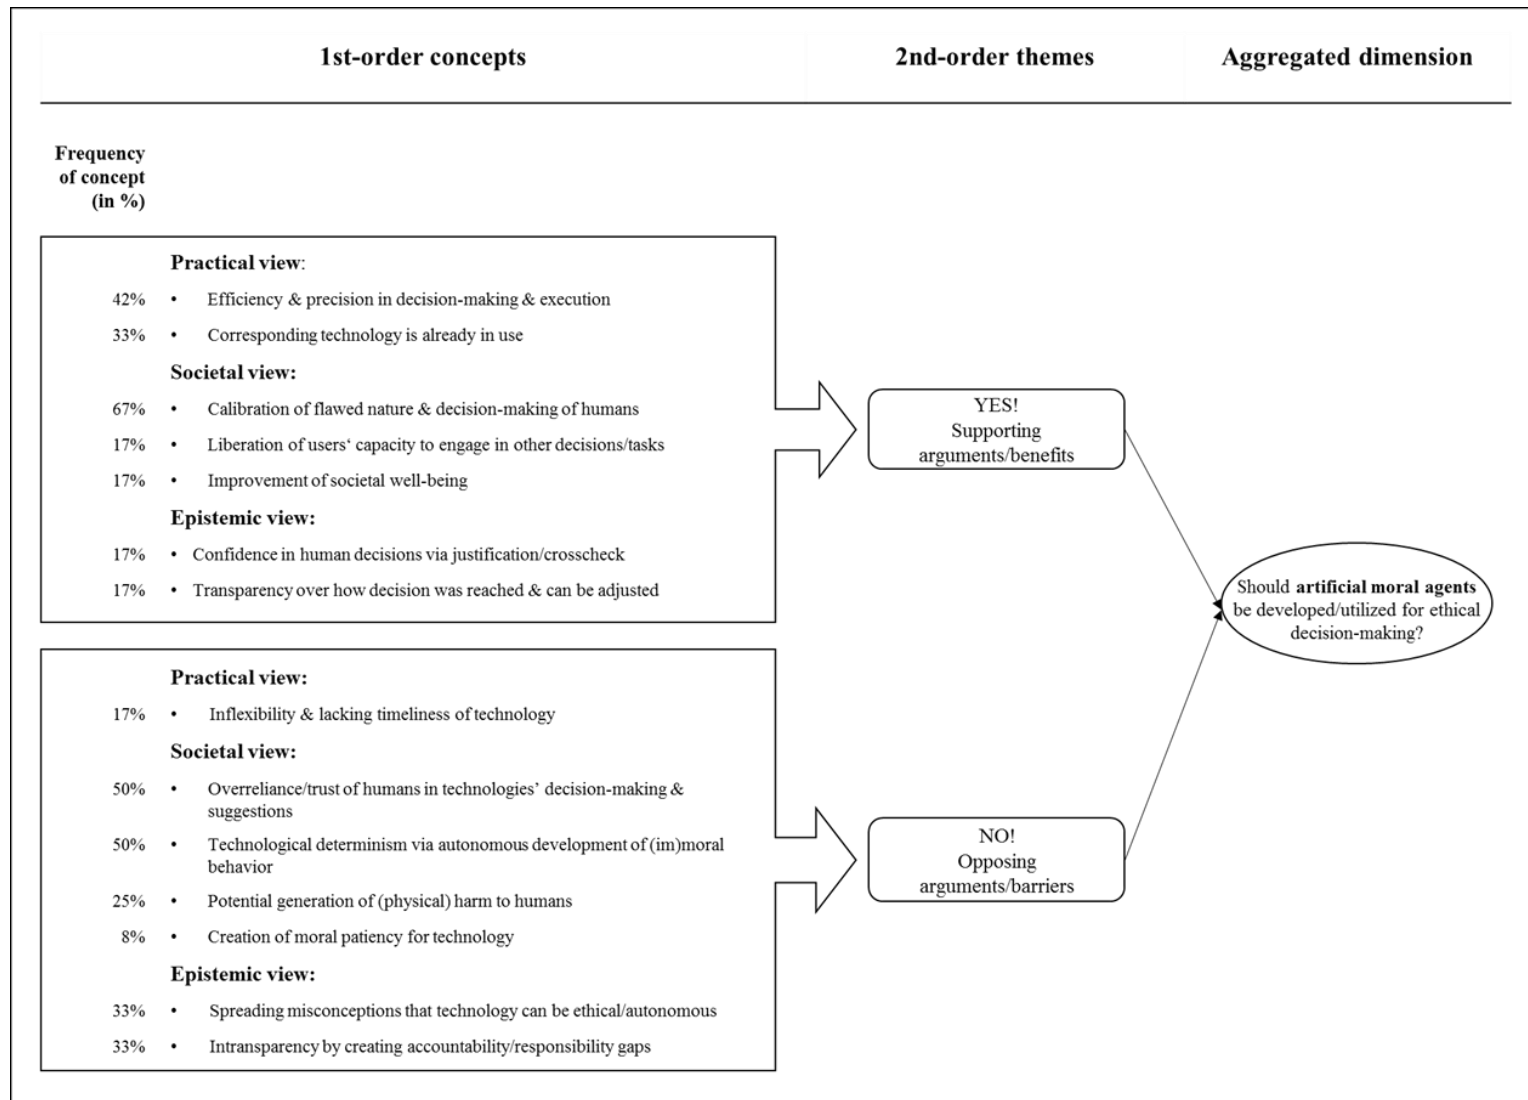 1st-order concepts
2nd-order themes
Aggregated dimension
Frequency
of concept
(in %)
Practical view:
42% • Efficiency & precision in decision-making & execution
33% • Corresponding technology is already in use
Societal view:
67% • Calibration of flawed nature & decision-making of humans
17% • Liberation of users‘ capacity to engage in other decisions/tasks
17% • Improvement of societal well-being
Epistemic view:
17% • Confidence in human decisions via justification/crosscheck
17% • Transparency over how decision was reached & can be adjusted
Practical view:
17% • Inflexibility & lacking timeliness of technology
Societal view:
50% • Overreliance/trust of humans in technologies’ decision-making &
suggestions
50% • Technological determinism via autonomous development of (im)moral
behavior
25% • Potential generation of (physical) harm to humans
8% • Creation of moral patiency for technology
Epistemic view:
33% • Spreading misconceptions that technology can be ethical/autonomous
33% • Intransparency by creating accountability/responsibility gaps
YES!
Supporting
arguments/benefits
NO!
Opposing
arguments/barriers
Should artificial moral agents
be developed/utilized for ethical
decision-making?